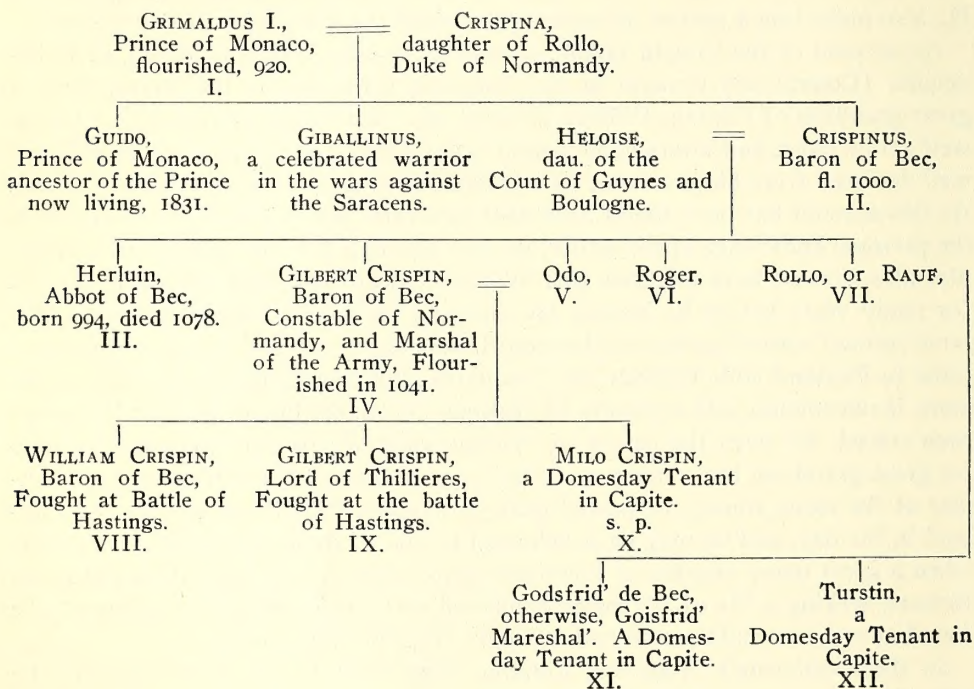 GRIMALDUS I.,
Prince of Monaco,
flourished, 920.
I.
CRISPINA,
daughter of Rollo,
Duke of Normandy.
GUIDO,
Prince of Monaco,
ancestor of the Prince
now living, 1831.
GIBALLINUS,
a celebrated warrior
in the wars against
the Saracens.
HELOISE,
dau. of the
Count of Guynes and
Boulogne.
CRISPINUS,
Baron of Bec,
fl. 1000.
II.
Herluin,
Abbot of Bec,
born 994, died 1078.
III.
GILBERT CRISPIN,
Baron of Bec,
Constable of Nor-
mandy, and Marshal
of the Army, Flour-
ished in 1041.
IV.
Odo,
V.
Roger,
VI.
ROLLO, or RAUF,
VII.
WILLIAM CRISPIN,
Baron of Bec,
Fought at Battle of
Hastings.
VIII.
GILBERT CRISPIN,
Lord of Thillieres,
Fought at the battle
of Hastings.
IX.
MILO CRISPIN,
a Domesday Tenant
in Capite.
s. p.
X.
Godsfrid' de Bec,
otherwise, Goisfrid'
Mareshal'. A Domes-
day Tenant in Capite.
XI.
Turstin,
a
Domesday Tenant in
Capite.
XII.